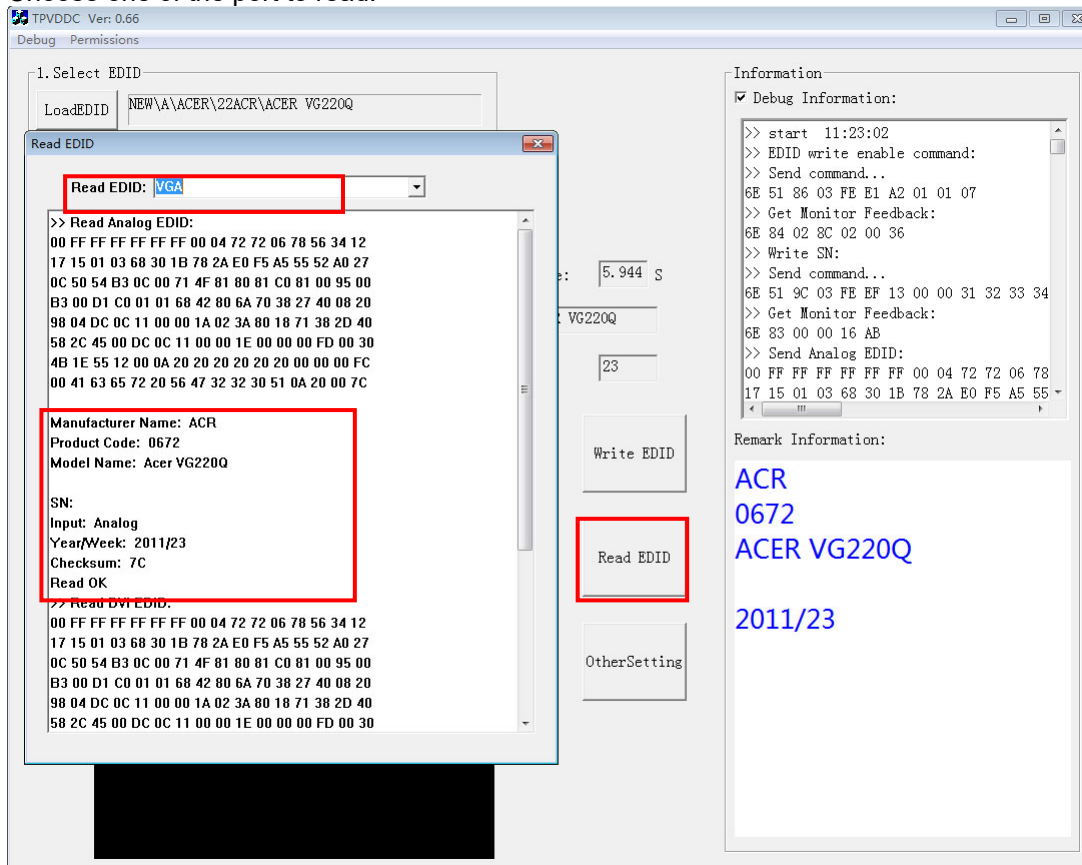 Choose one of the port to read.
TPVDDC Ver: 0.66
Debug Permissions
1.Select EDID
LoadEDID
NEW\A\ACER\22ACR\ACER VG220Q
Read EDID
Read EDID: VGA
>> Read Analog EDID:
00 FF FF FF FF FF FF 00 04 72 72 06 78 56 34 12
17 15 01 03 68 30 1B 78 2A E0 F5 A5 55 52 A0 27
0C 50 54 B3 0C 00 71 4F 81 80 81 C0 81 00 95 00
B3 00 D1 C0 01 01 68 42 80 6A 70 38 27 40 08 20
98 04 DC 0C 11 00 00 1A 02 3A 80 18 71 38 2D 40
58 2C 45 00 DC 0C 11 00 00 1E 00 00 00 FD 00 30
4B 1E 55 12 00 0A 20 20 20 20 20 20 00 00 00 FC
00 41 63 65 72 20 56 47 32 32 30 51 0A 20 00 7C
Manufacturer Name: ACR
Product Code: 0672
Model Name: Acer VG220Q
SN:
Input: Analog
Year/Week: 2011/23
Checksum: 7C
Read OK
>> Read DVI EDID:
00 FF FF FF FF FF FF 00 04 72 72 06 78 56 34 12
17 15 01 03 68 30 1B 78 2A E0 F5 A5 55 52 A0 27
0C 50 54 B3 0C 00 71 4F 81 80 81 C0 81 00 95 00
B3 00 D1 C0 01 01 68 42 80 6A 70 38 27 40 08 20
98 04 DC 0C 11 00 00 1A 02 3A 80 18 71 38 2D 40
58 2C 45 00 DC 0C 11 00 00 1E 00 00 00 FD 00 30
5.944 S
VG220Q
23
Write EDID
Read EDID
OtherSetting
Information
Debug Information:
>> start 11:23:02
>> EDID write enable command:
>> Send command...
6E 51 86 03 FE E1 A2 01 01 07
>> Get Monitor Feedback:
6E 84 02 8C 02 00 36
>> Write SN:
>> Send command...
6E 51 9C 03 FE EF 13 00 00 31 32 33 34
>> Get Monitor Feedback:
6E 83 00 00 16 AB
>> Send Analog EDID:
00 FF FF FF FF FF FF 00 04 72 72 06 78
17 15 01 03 68 30 1B 78 2A E0 F5 A5 55
Remark Information:
ACR
0672
ACER VG220Q
2011/23